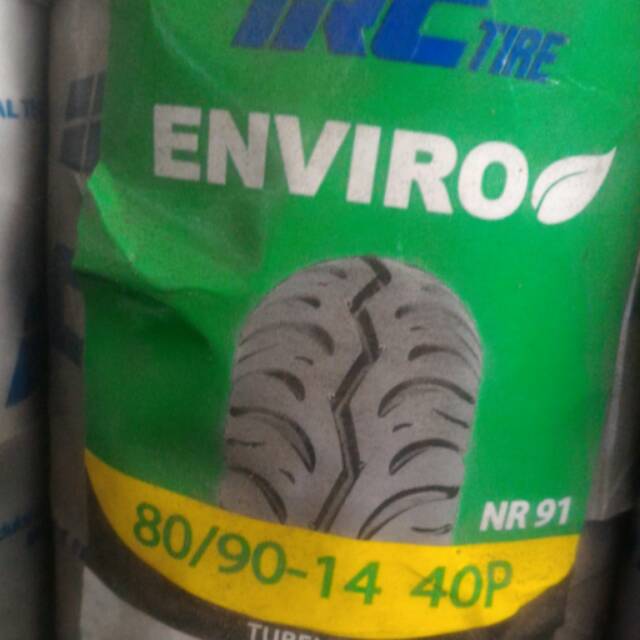 IRC TIRE
ENVIRO
NR 91
80/90-14 40P